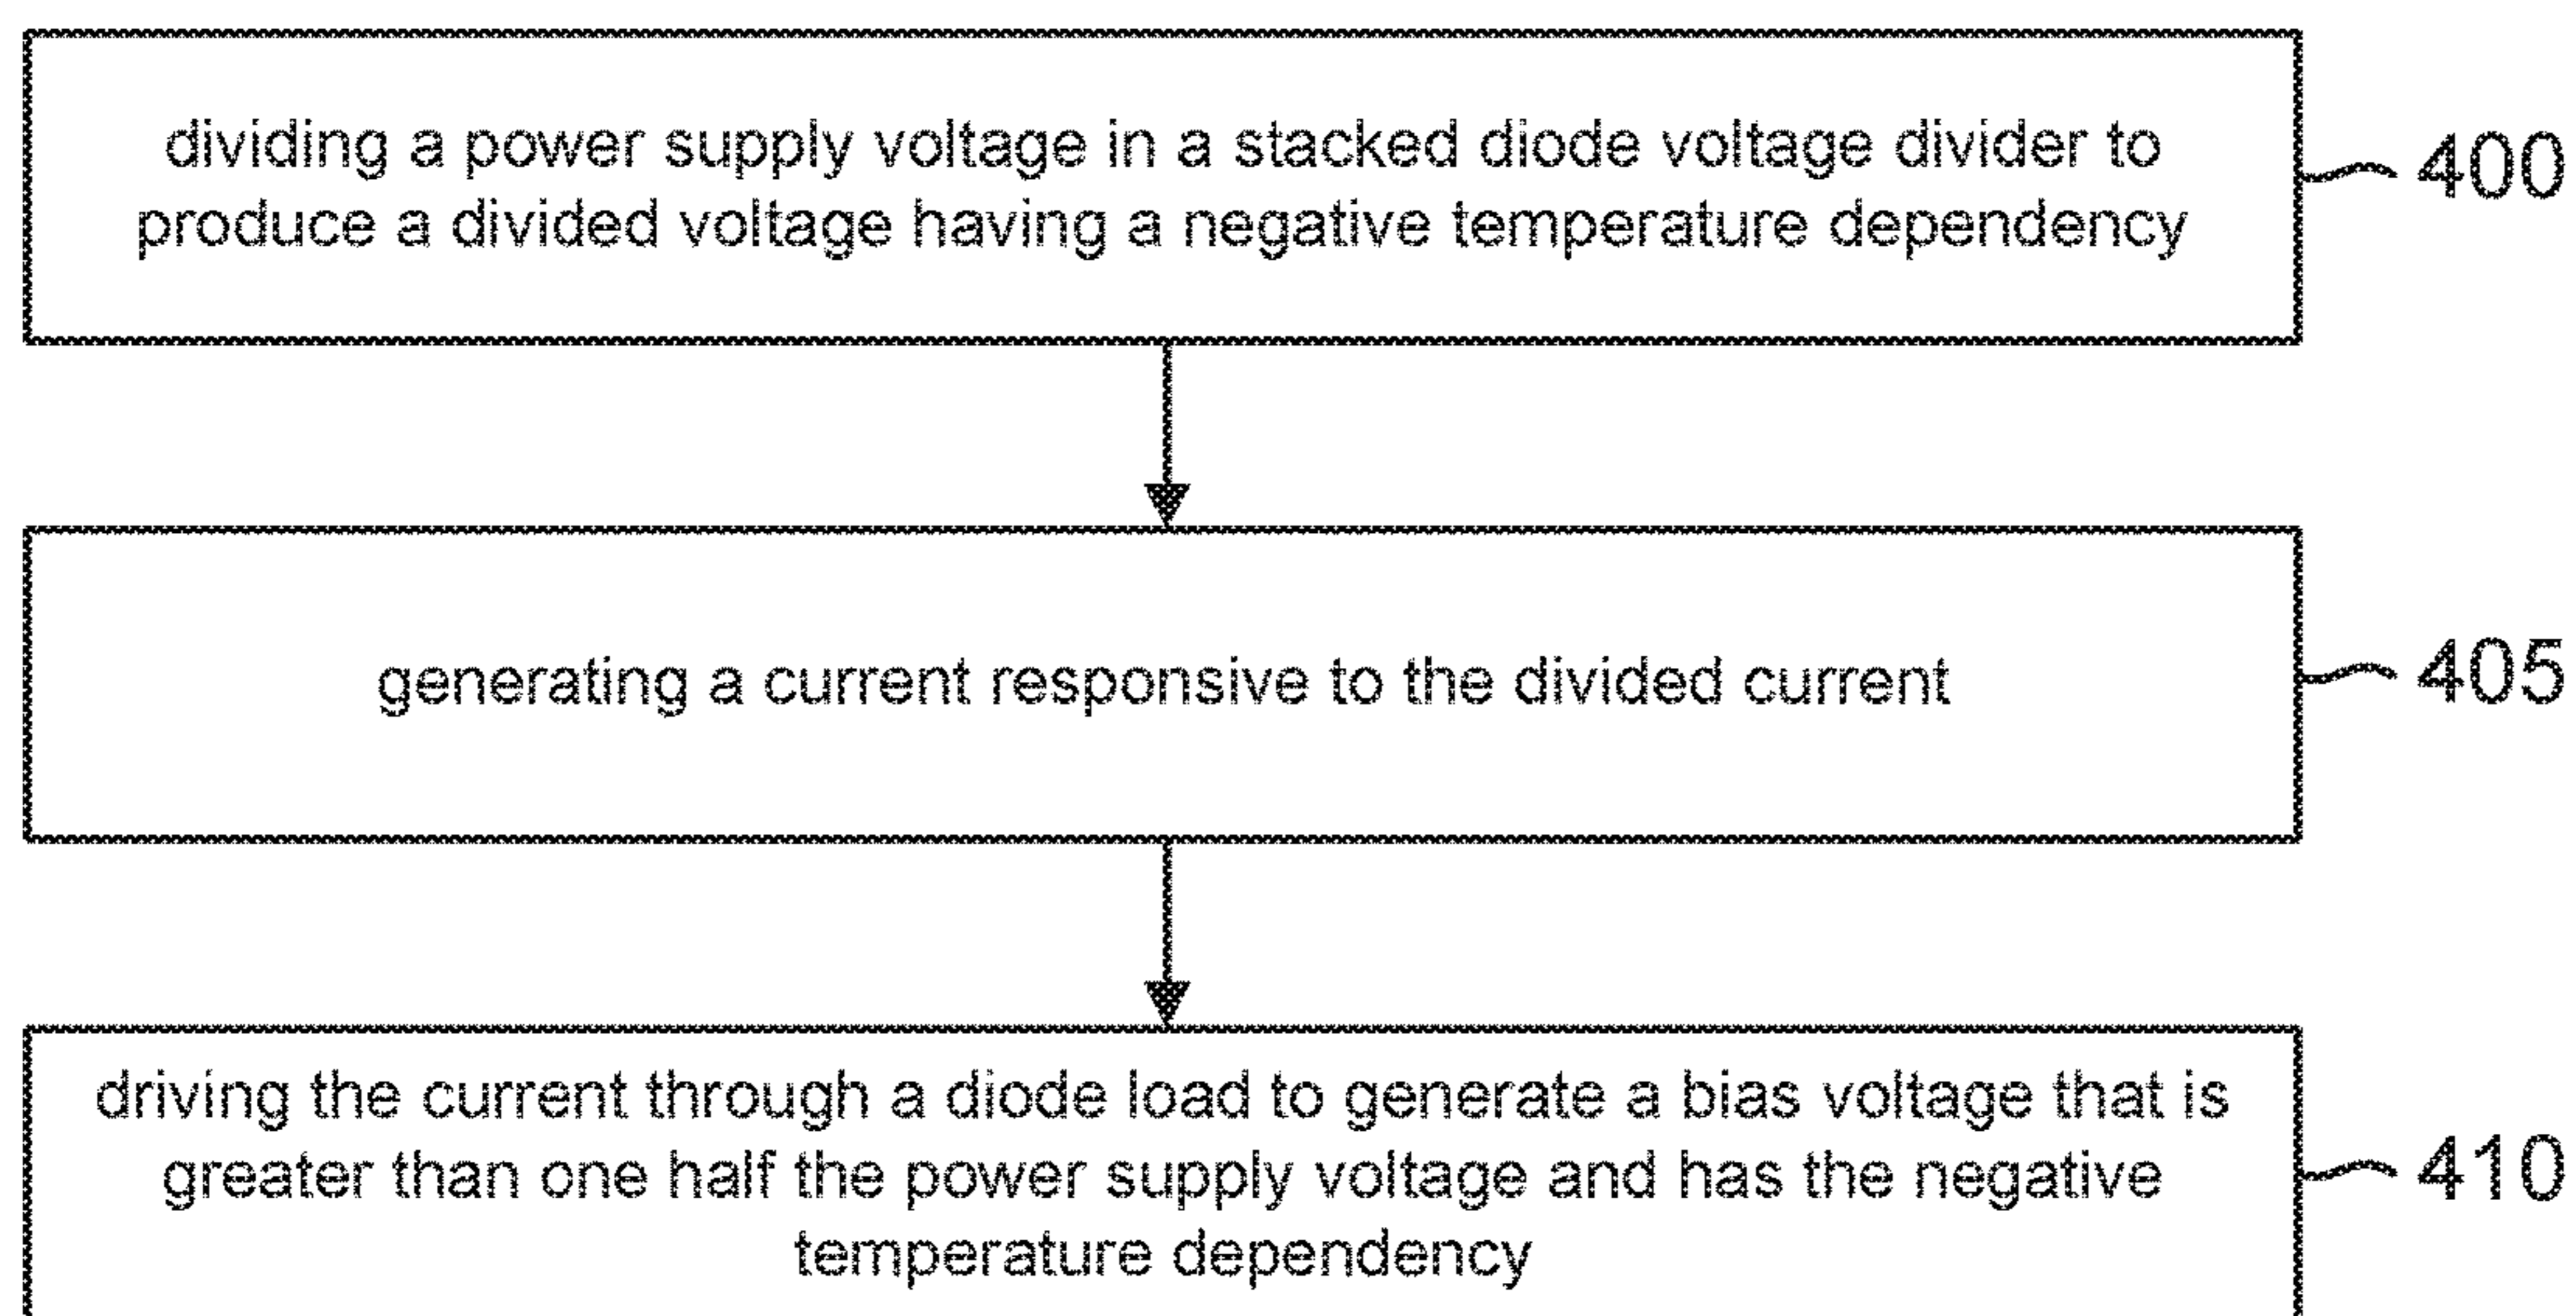 dividing a power supply voltage in a stacked diode voltage divider to
produce a divided voltage having a negative temperature dependency
400
generating a current responsive to the divided current
405
driving the current through a diode load to generate a bias voltage that is
greater than one half the power supply voltage and has the negative
temperature dependency
410